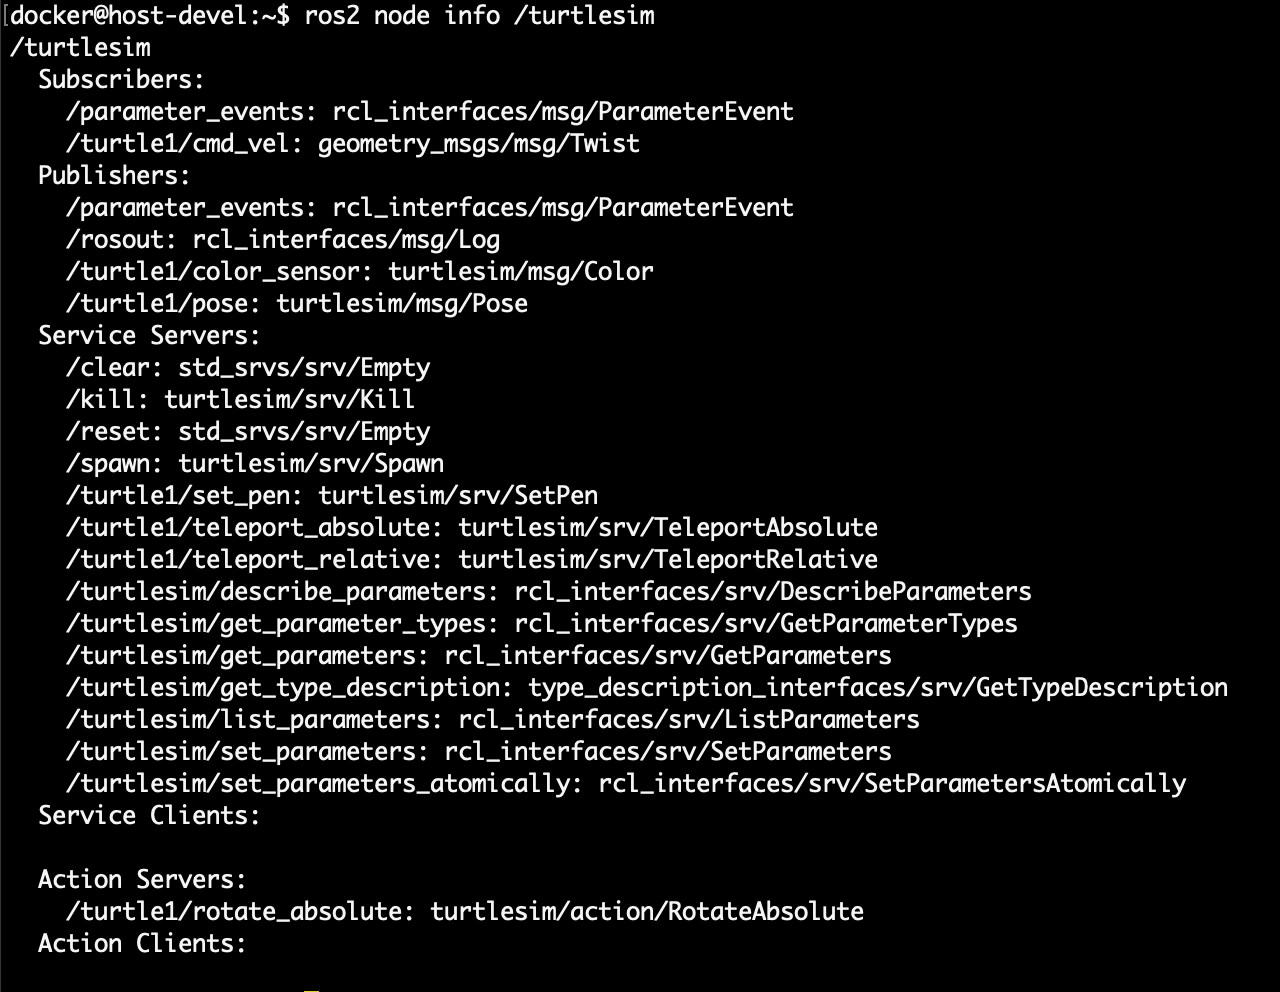 [docker@host-devel:~$ ros2 node info /turtlesim
/turtlesim
  Subscribers:
    /parameter_events: rcl_interfaces/msg/ParameterEvent
    /turtle1/cmd_vel: geometry_msgs/msg/Twist
  Publishers:
    /parameter_events: rcl_interfaces/msg/ParameterEvent
    /rosout: rcl_interfaces/msg/Log
    /turtle1/color_sensor: turtlesim/msg/Color
    /turtle1/pose: turtlesim/msg/Pose
  Service Servers:
    /clear: std_srvs/srv/Empty
    /kill: turtlesim/srv/Kill
    /reset: std_srvs/srv/Empty
    /spawn: turtlesim/srv/Spawn
    /turtle1/set_pen: turtlesim/srv/SetPen
    /turtle1/teleport_absolute: turtlesim/srv/TeleportAbsolute
    /turtle1/teleport_relative: turtlesim/srv/TeleportRelative
    /turtlesim/describe_parameters: rcl_interfaces/srv/DescribeParameters
    /turtlesim/get_parameter_types: rcl_interfaces/srv/GetParameterTypes
    /turtlesim/get_parameters: rcl_interfaces/srv/GetParameters
    /turtlesim/get_type_description: type_description_interfaces/srv/GetTypeDescription
    /turtlesim/list_parameters: rcl_interfaces/srv/ListParameters
    /turtlesim/set_parameters: rcl_interfaces/srv/SetParameters
    /turtlesim/set_parameters_atomically: rcl_interfaces/srv/SetParametersAtomically
  Service Clients:

  Action Servers:
    /turtle1/rotate_absolute: turtlesim/action/RotateAbsolute
  Action Clients: